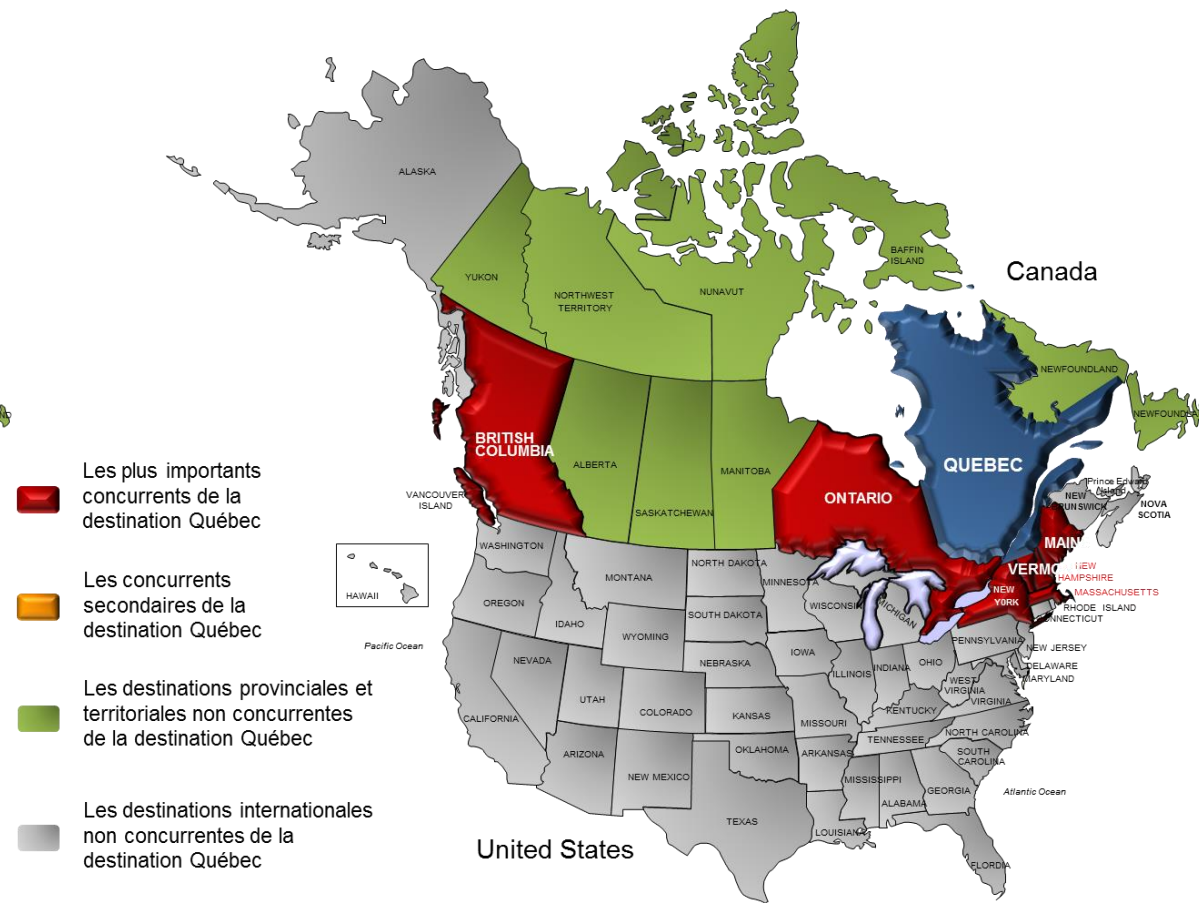 ALASKA
YUKON
NORTHWEST
TERRITORY
NUNAVUT
BAFFIN
ISLAND
Canada
NEWFOUNDLAND
NEWFOUNDLA
BRITISH
COLUMBIA
ALBERTA
SASKATCHEWAN
MANITOBA
ONTARIO
QUEBEC
VANCOUVER
ISLAND
Prince Edward
Island
NEW
BRUNSWICK
NOVA
SCOTIA
MAINE
VERMO
NEW
HAMPSHIRE
MASSACHUSETTS
NEW
YORK
RHODE ISLAND
CONNECTICUT
Les plus importants
concurrents de la
destination Québec
Les concurrents
secondaires de la
destination Québec
Les destinations provinciales et
territoriales non concurrentes
de la destination Québec
Les destinations internationales
non concurrentes de la
destination Québec
HAWAII
Pacific Ocean
WASHINGTON
OREGON
IDAHO
MONTANA
WYOMING
NORTH DAKOTA
SOUTH DAKOTA
MINNESOTA
WISCONSIN
MICHIGAN
NEBRASKA
IOWA
ILLINOIS
INDIANA
OHIO
PENNSYLVANIA
NEW JERSEY
DELAWARE
MARYLAND
WEST
VIRGINIA
VIRGINIA
KENTUCKY
NEVADA
UTAH
COLORADO
KANSAS
MISSOURI
CALIFORNIA
ARIZONA
NEW MEXICO
OKLAHOMA
ARKANSAS
TENNESSEE
NORTH CAROLINA
SOUTH
CAROLINA
MISSISSIPPI
ALABAMA
GEORGIA
Atlantic Ocean
TEXAS
LOUISIANA
FLORDIA
United States